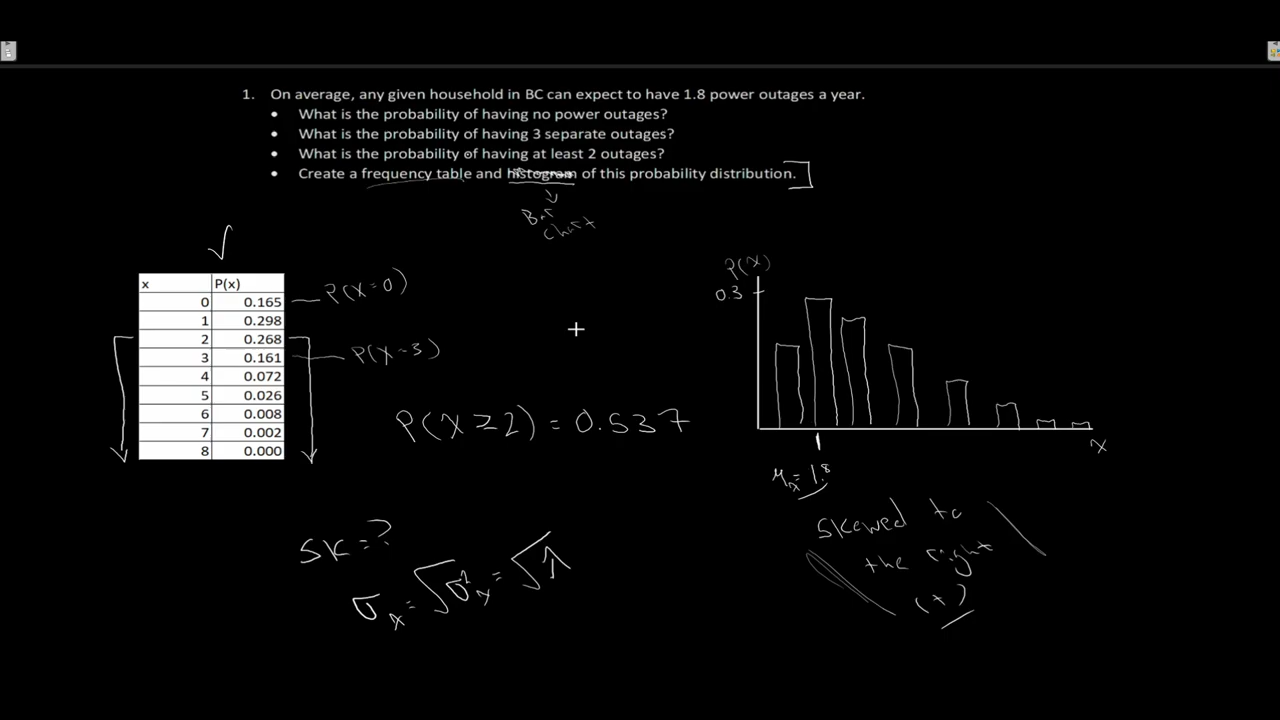 1. On average, any given household in BC can expect to have 1.8 power outages a year.
• What is the probability of having no power outages?
• What is the probability of having 3 separate outages?
• What is the probability of having at least 2 outages?
• Create a frequency table and histogram of this probability distribution.
Bar
chart
x P(x)
0 0.165
1 0.298
2 0.268
3 0.161
4 0.072
5 0.026
6 0.008
7 0.002
8 0.000
P(X=0)
P(X=3)
P(X≥2) = 0.537
P(X)
0.3
X
μx = 1.8
Skewed to
the right
(+)
SK = ?
σx = √σ²x = √λ